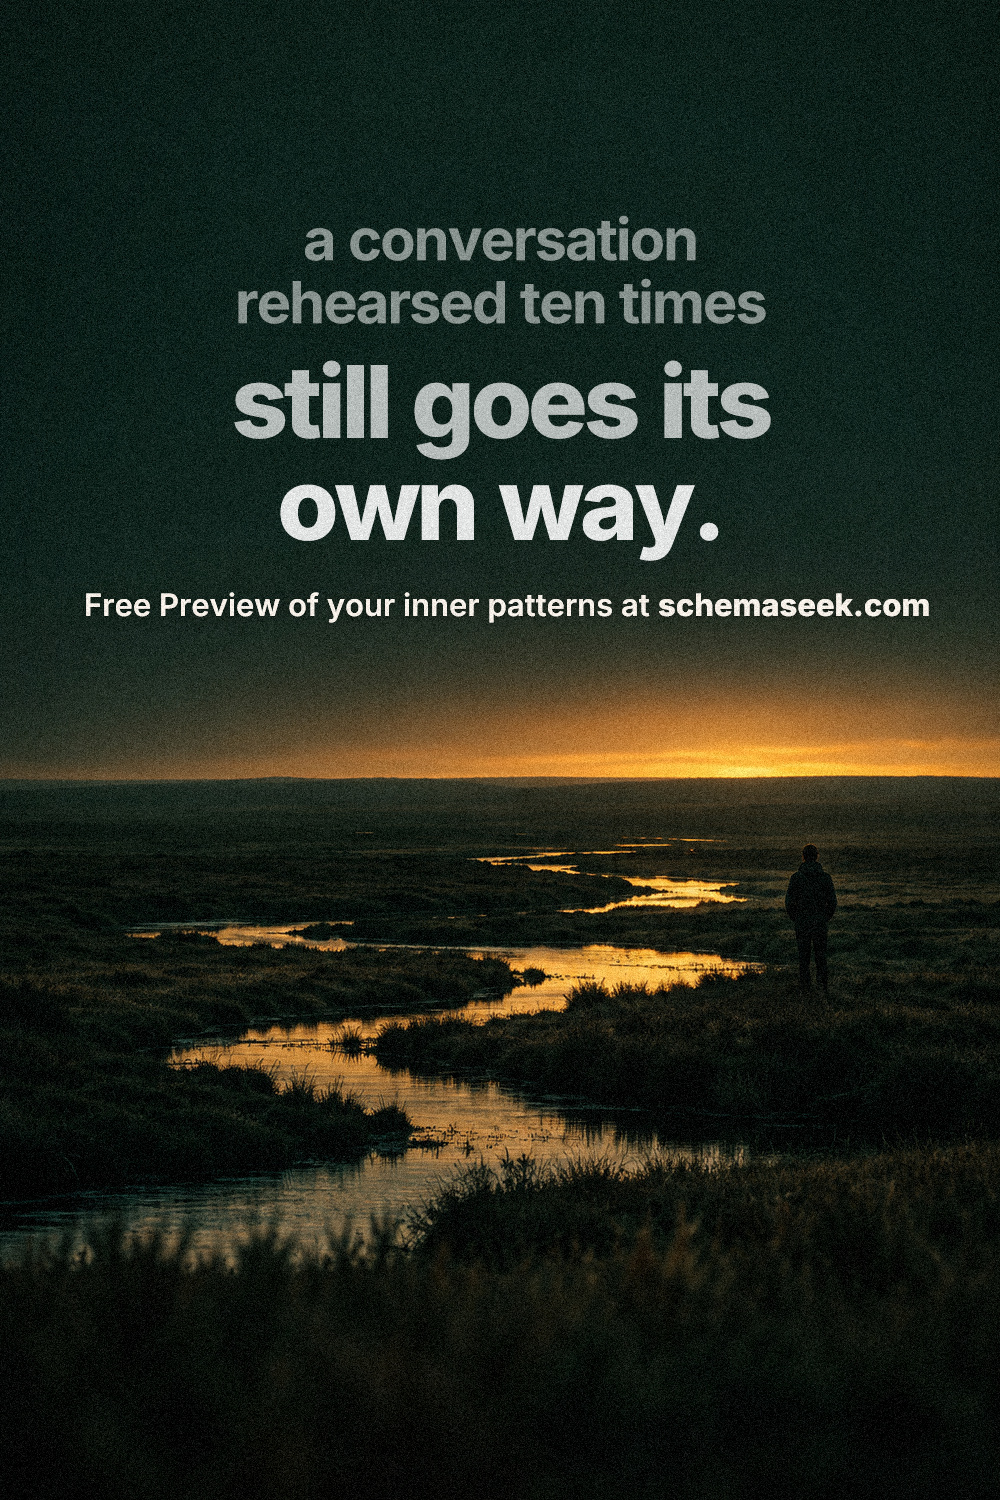 a conversation
rehearsed ten times
still goes its
own way.
Free Preview of your inner patterns at schemaseek.com